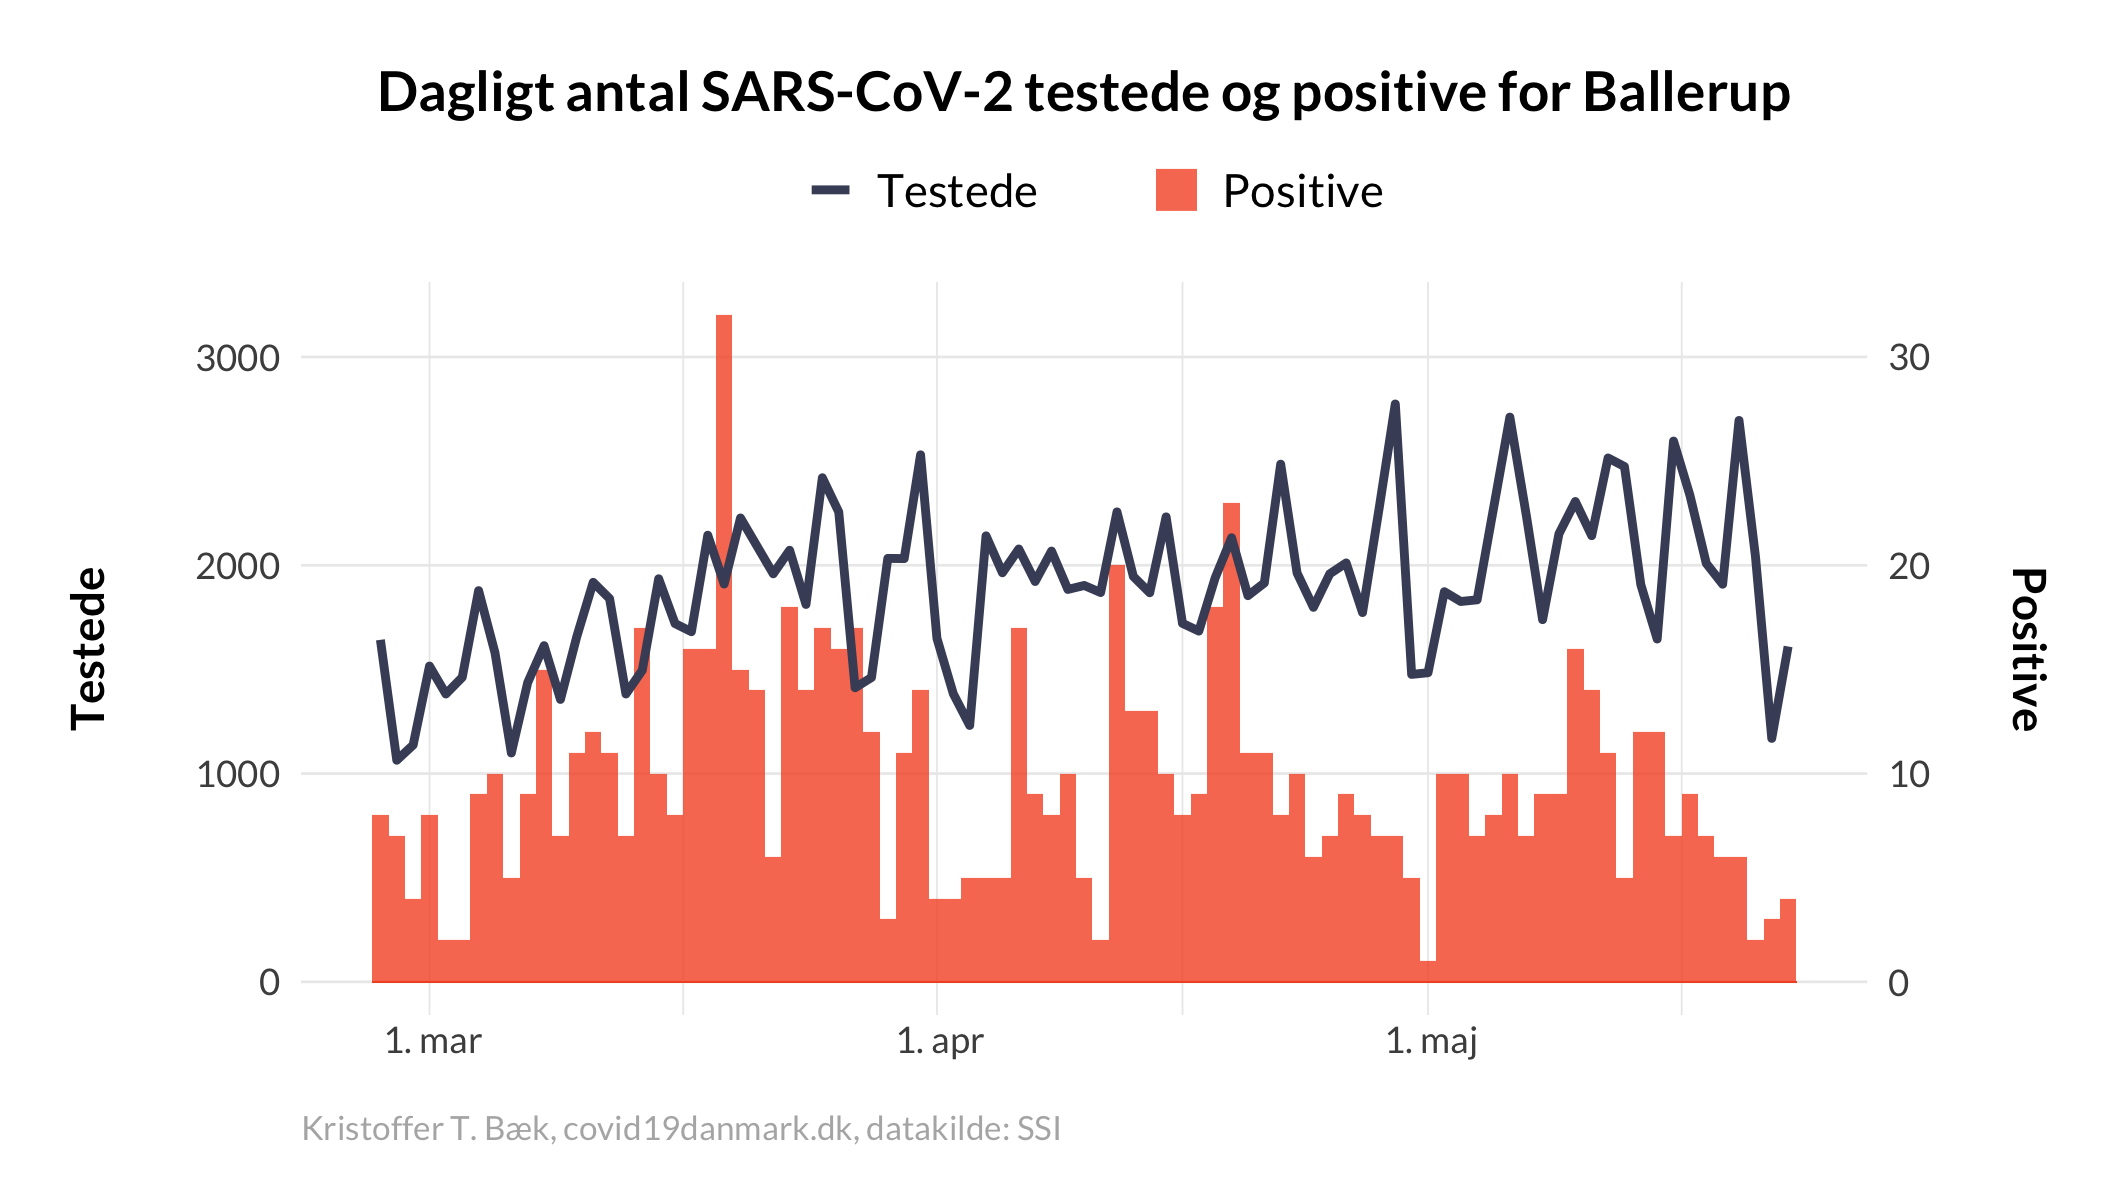 Dagligt antal SARS-CoV-2 testede og positive for Ballerup
Testede
Positive
3000
2000
1000
0
Testede
30
20
10
0
Positive
1. mar
1. apr
1. maj
Kristoffer T. Bæk, covid19danmark.dk, datakilde: SSI